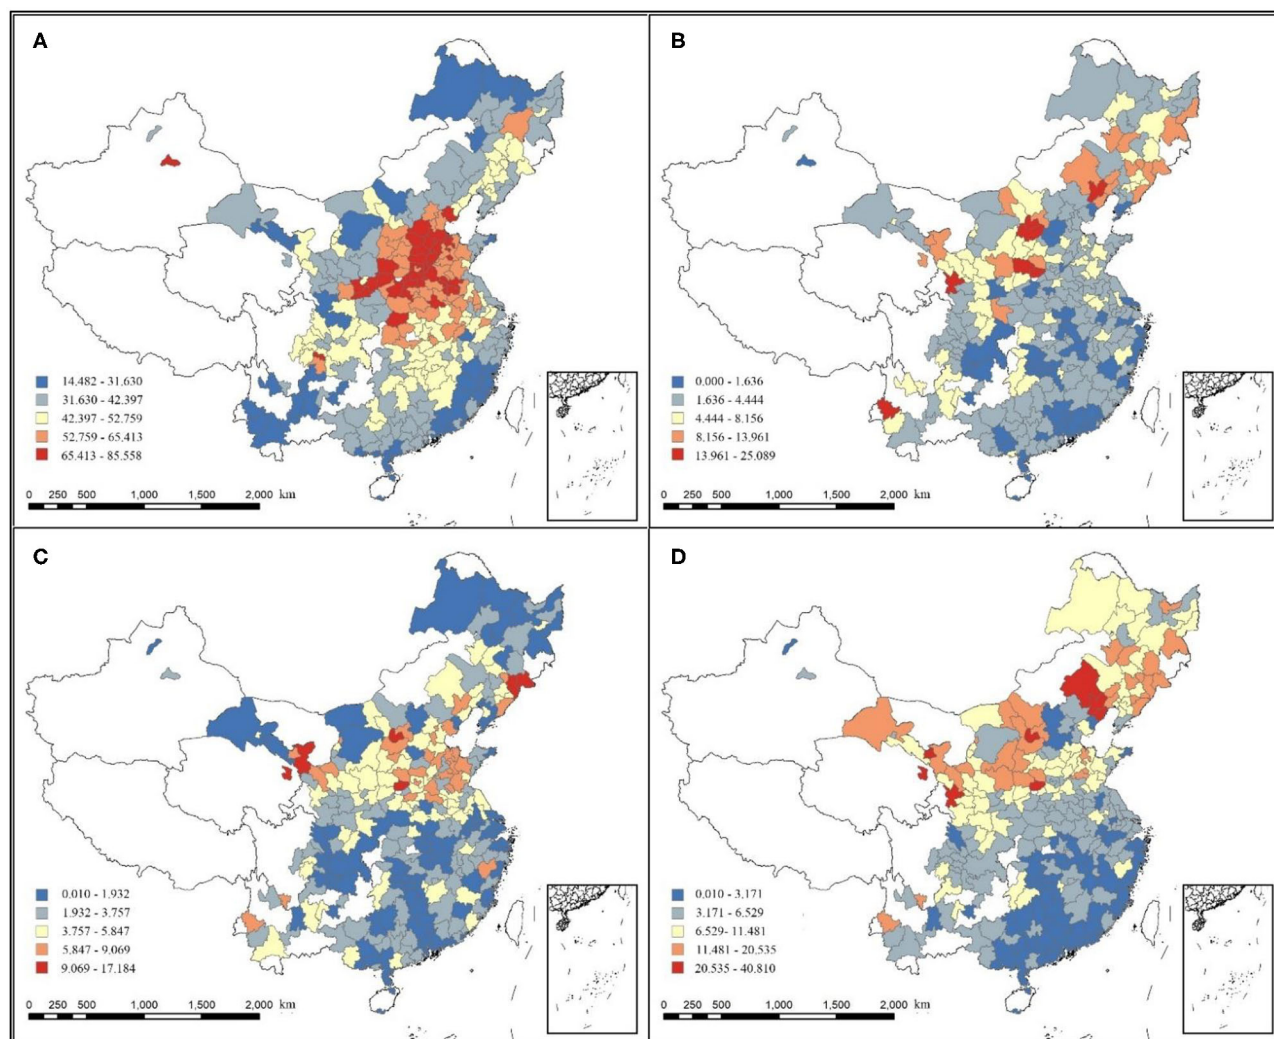 A
14.482 - 31.630
31.630 - 42.397
42.397 - 52.759
52.759 - 65.413
65.413 - 85.558
0 250 500 1,000 1,500 2,000 km
B
0.000 - 1.636
1.636 - 4.444
4.444 - 8.156
8.156 - 13.961
13.961 - 25.089
0 250 500 1,000 1,500 2,000 km
C
0.010 - 1.932
1.932 - 3.757
3.757 - 5.847
5.847 - 9.069
9.069 - 17.184
0 250 500 1,000 1,500 2,000 km
D
0.010 - 3.171
3.171 - 6.529
6.529 - 11.481
11.481 - 20.535
20.535 - 40.810
0 250 500 1,000 1,500 2,000 km